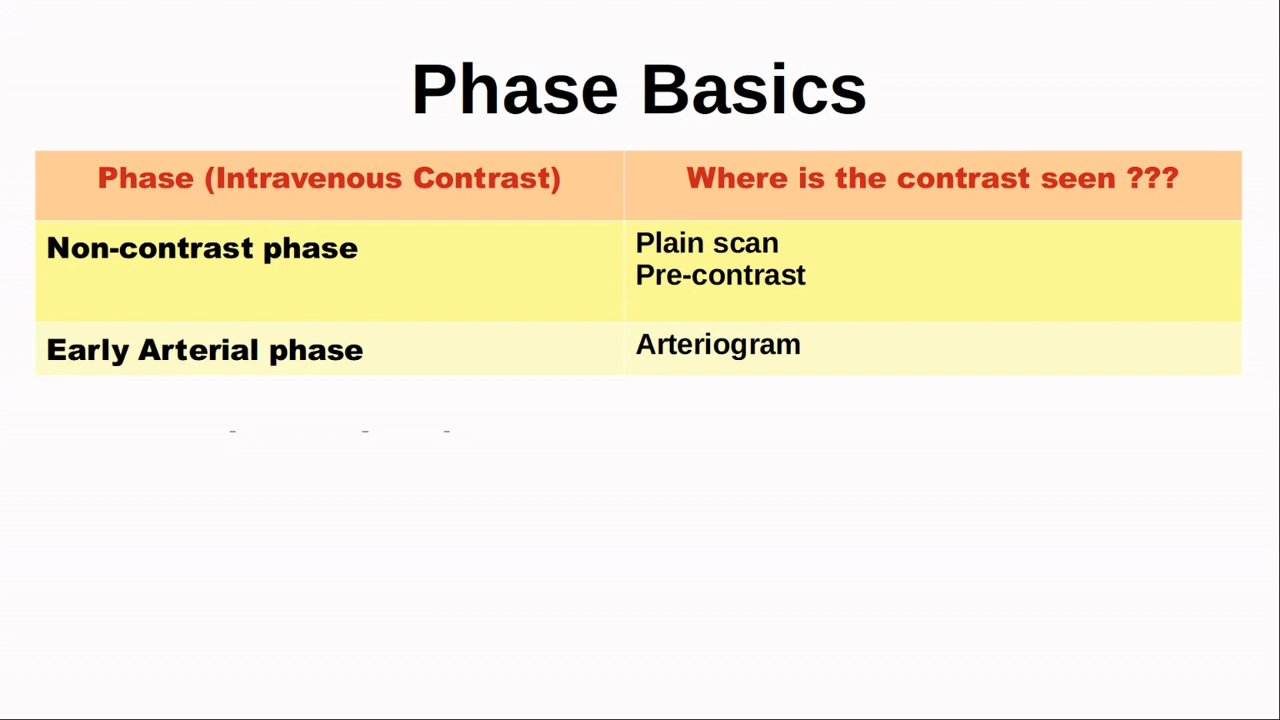 Phase Basics
Phase (Intravenous Contrast)
Where is the contrast seen ???
Non-contrast phase
Plain scan
Pre-contrast
Early Arterial phase
Arteriogram